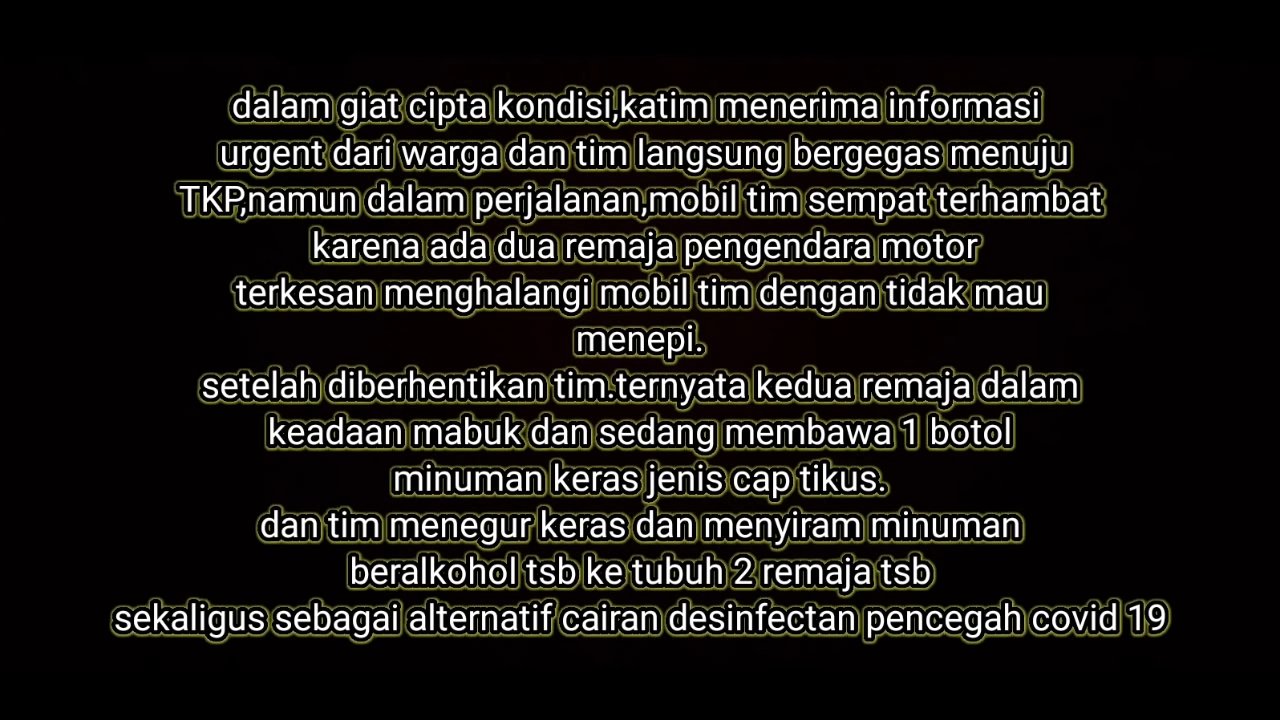 dalam giat cipta kondisi,katim menerima informasi
urgent dari warga dan tim langsung bergegas menuju
TKP,namun dalam perjalanan,mobil tim sempat terhambat
karena ada dua remaja pengendara motor
terkesan menghalangi mobil tim dengan tidak mau
menepi.
setelah diberhentikan tim.ternyata kedua remaja dalam
keadaan mabuk dan sedang membawa 1 botol
minuman keras jenis cap tikus.
dan tim menegur keras dan menyiram minuman
beralkohol tsb ke tubuh 2 remaja tsb
sekaligus sebagai alternatif cairan desinfectan pencegah covid 19